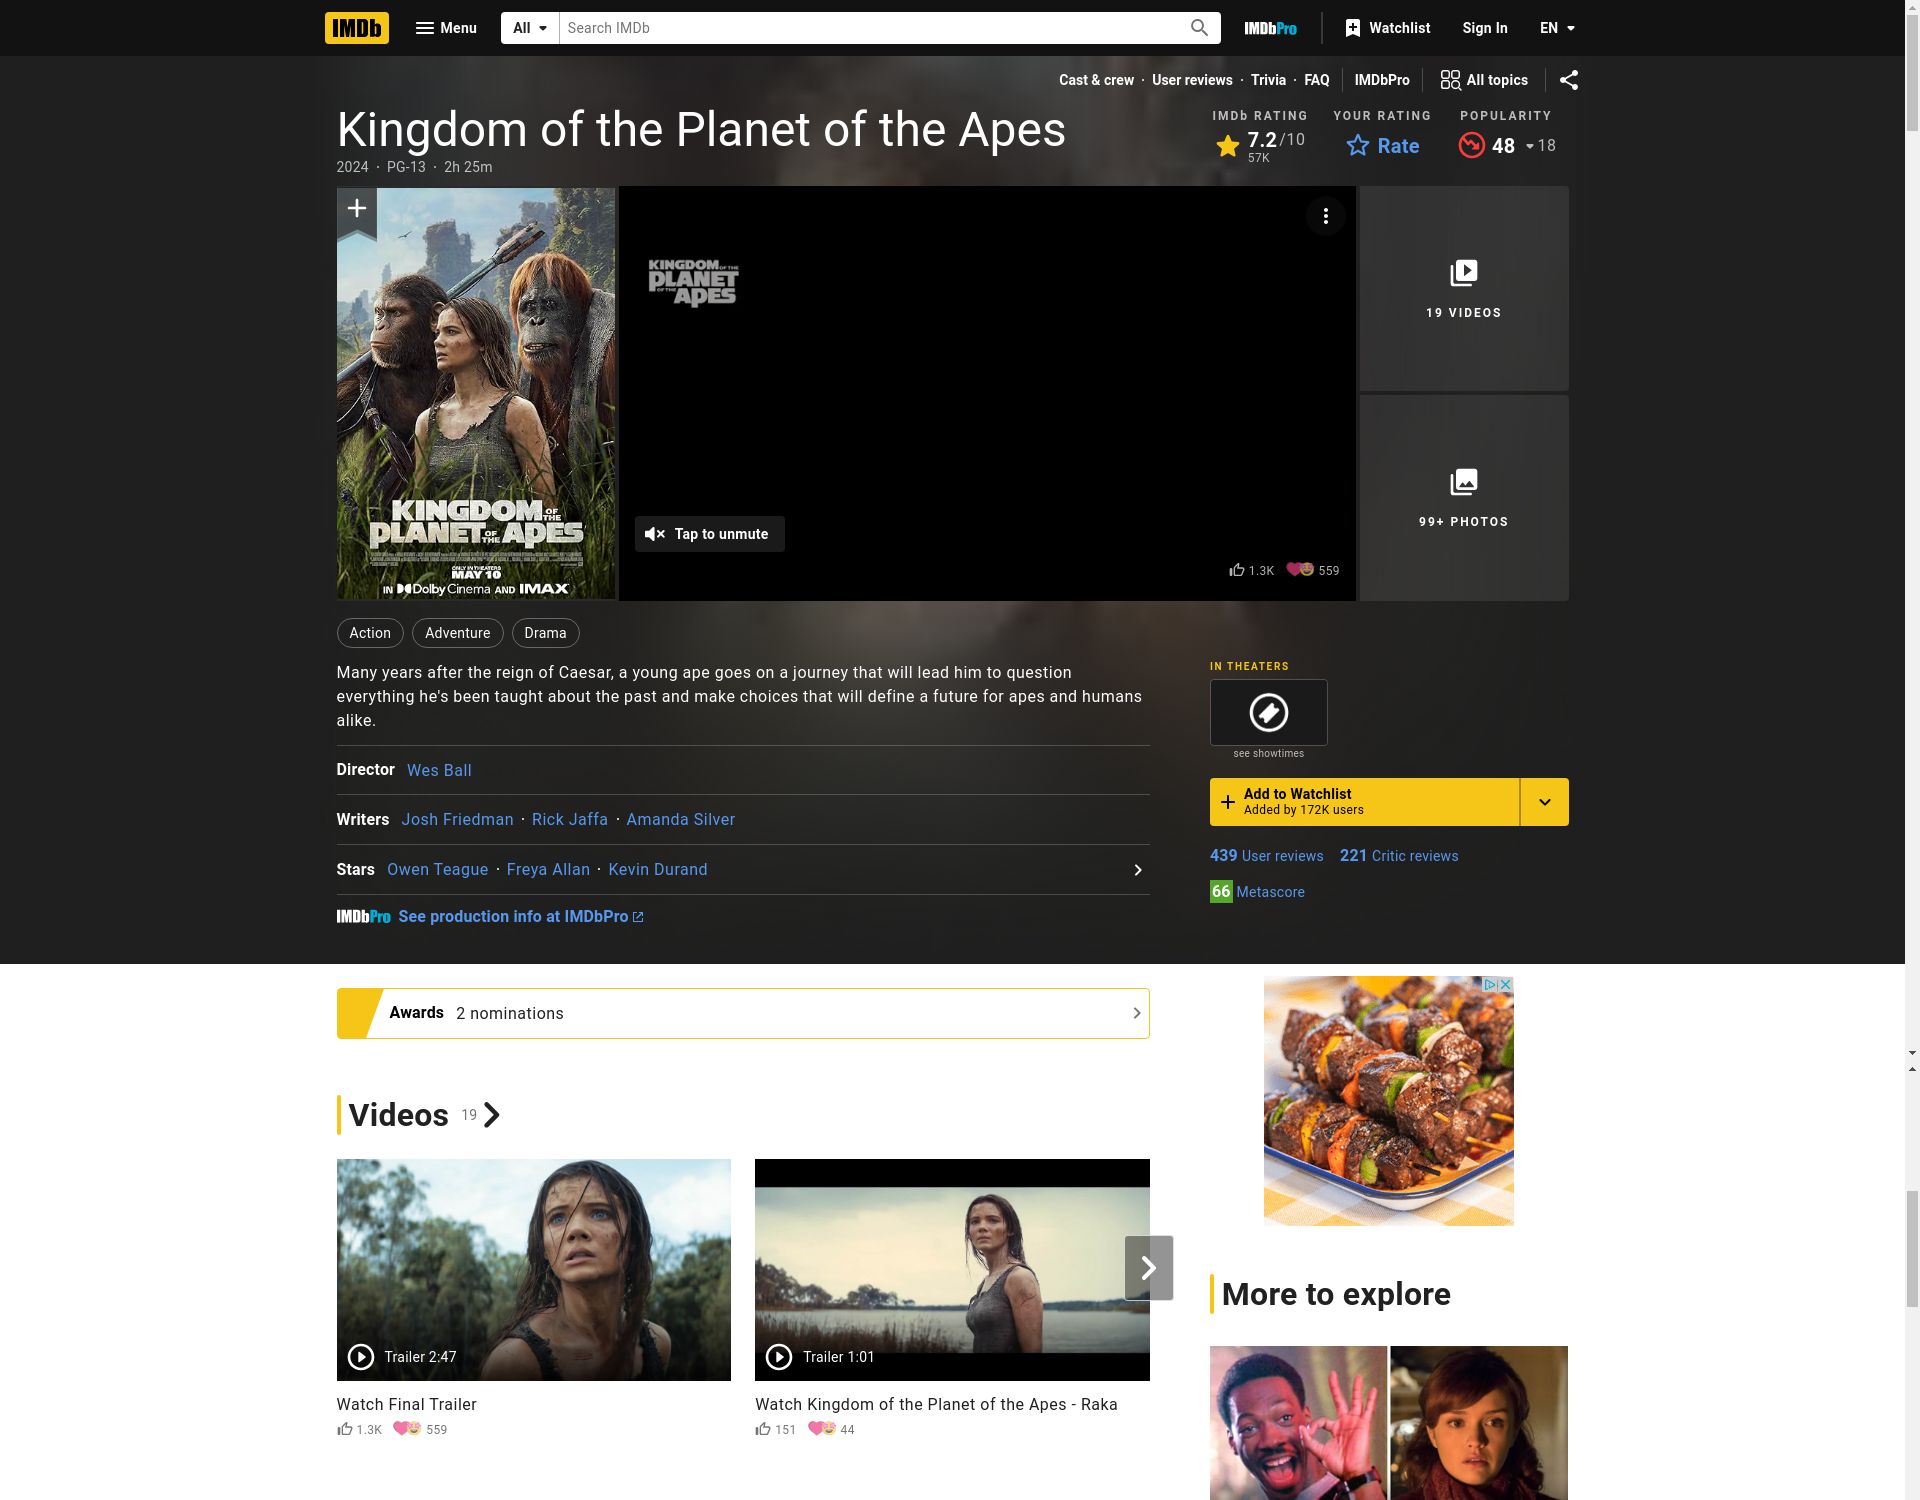 IMDb
Menu
All
Search IMDb
IMDbPro
Watchlist
Sign In
EN
Cast & crew · User reviews · Trivia · FAQ
IMDbPro
All topics
Kingdom of the Planet of the Apes
2024 · PG-13 · 2h 25m
IMDb RATING
7.2/10
57K
YOUR RATING
Rate
POPULARITY
48
18
KINGDOM OF THE
PLANET OF THE APES
ONLY IN THEATERS
MAY 10
IN Dolby Cinema AND IMAX
KINGDOM OF THE
PLANET
OF THE APES
Tap to unmute
1.3K
559
19 VIDEOS
99+ PHOTOS
Action
Adventure
Drama
Many years after the reign of Caesar, a young ape goes on a journey that will lead him to question
everything he's been taught about the past and make choices that will define a future for apes and humans
alike.
Director Wes Ball
Writers Josh Friedman · Rick Jaffa · Amanda Silver
Stars Owen Teague · Freya Allan · Kevin Durand
IMDbPro See production info at IMDbPro
IN THEATERS
see showtimes
Add to Watchlist
Added by 172K users
439 User reviews
221 Critic reviews
66 Metascore
Awards 2 nominations
Videos 19
Trailer 2:47
Watch Final Trailer
1.3K
559
Trailer 1:01
Watch Kingdom of the Planet of the Apes - Raka
151
44
More to explore